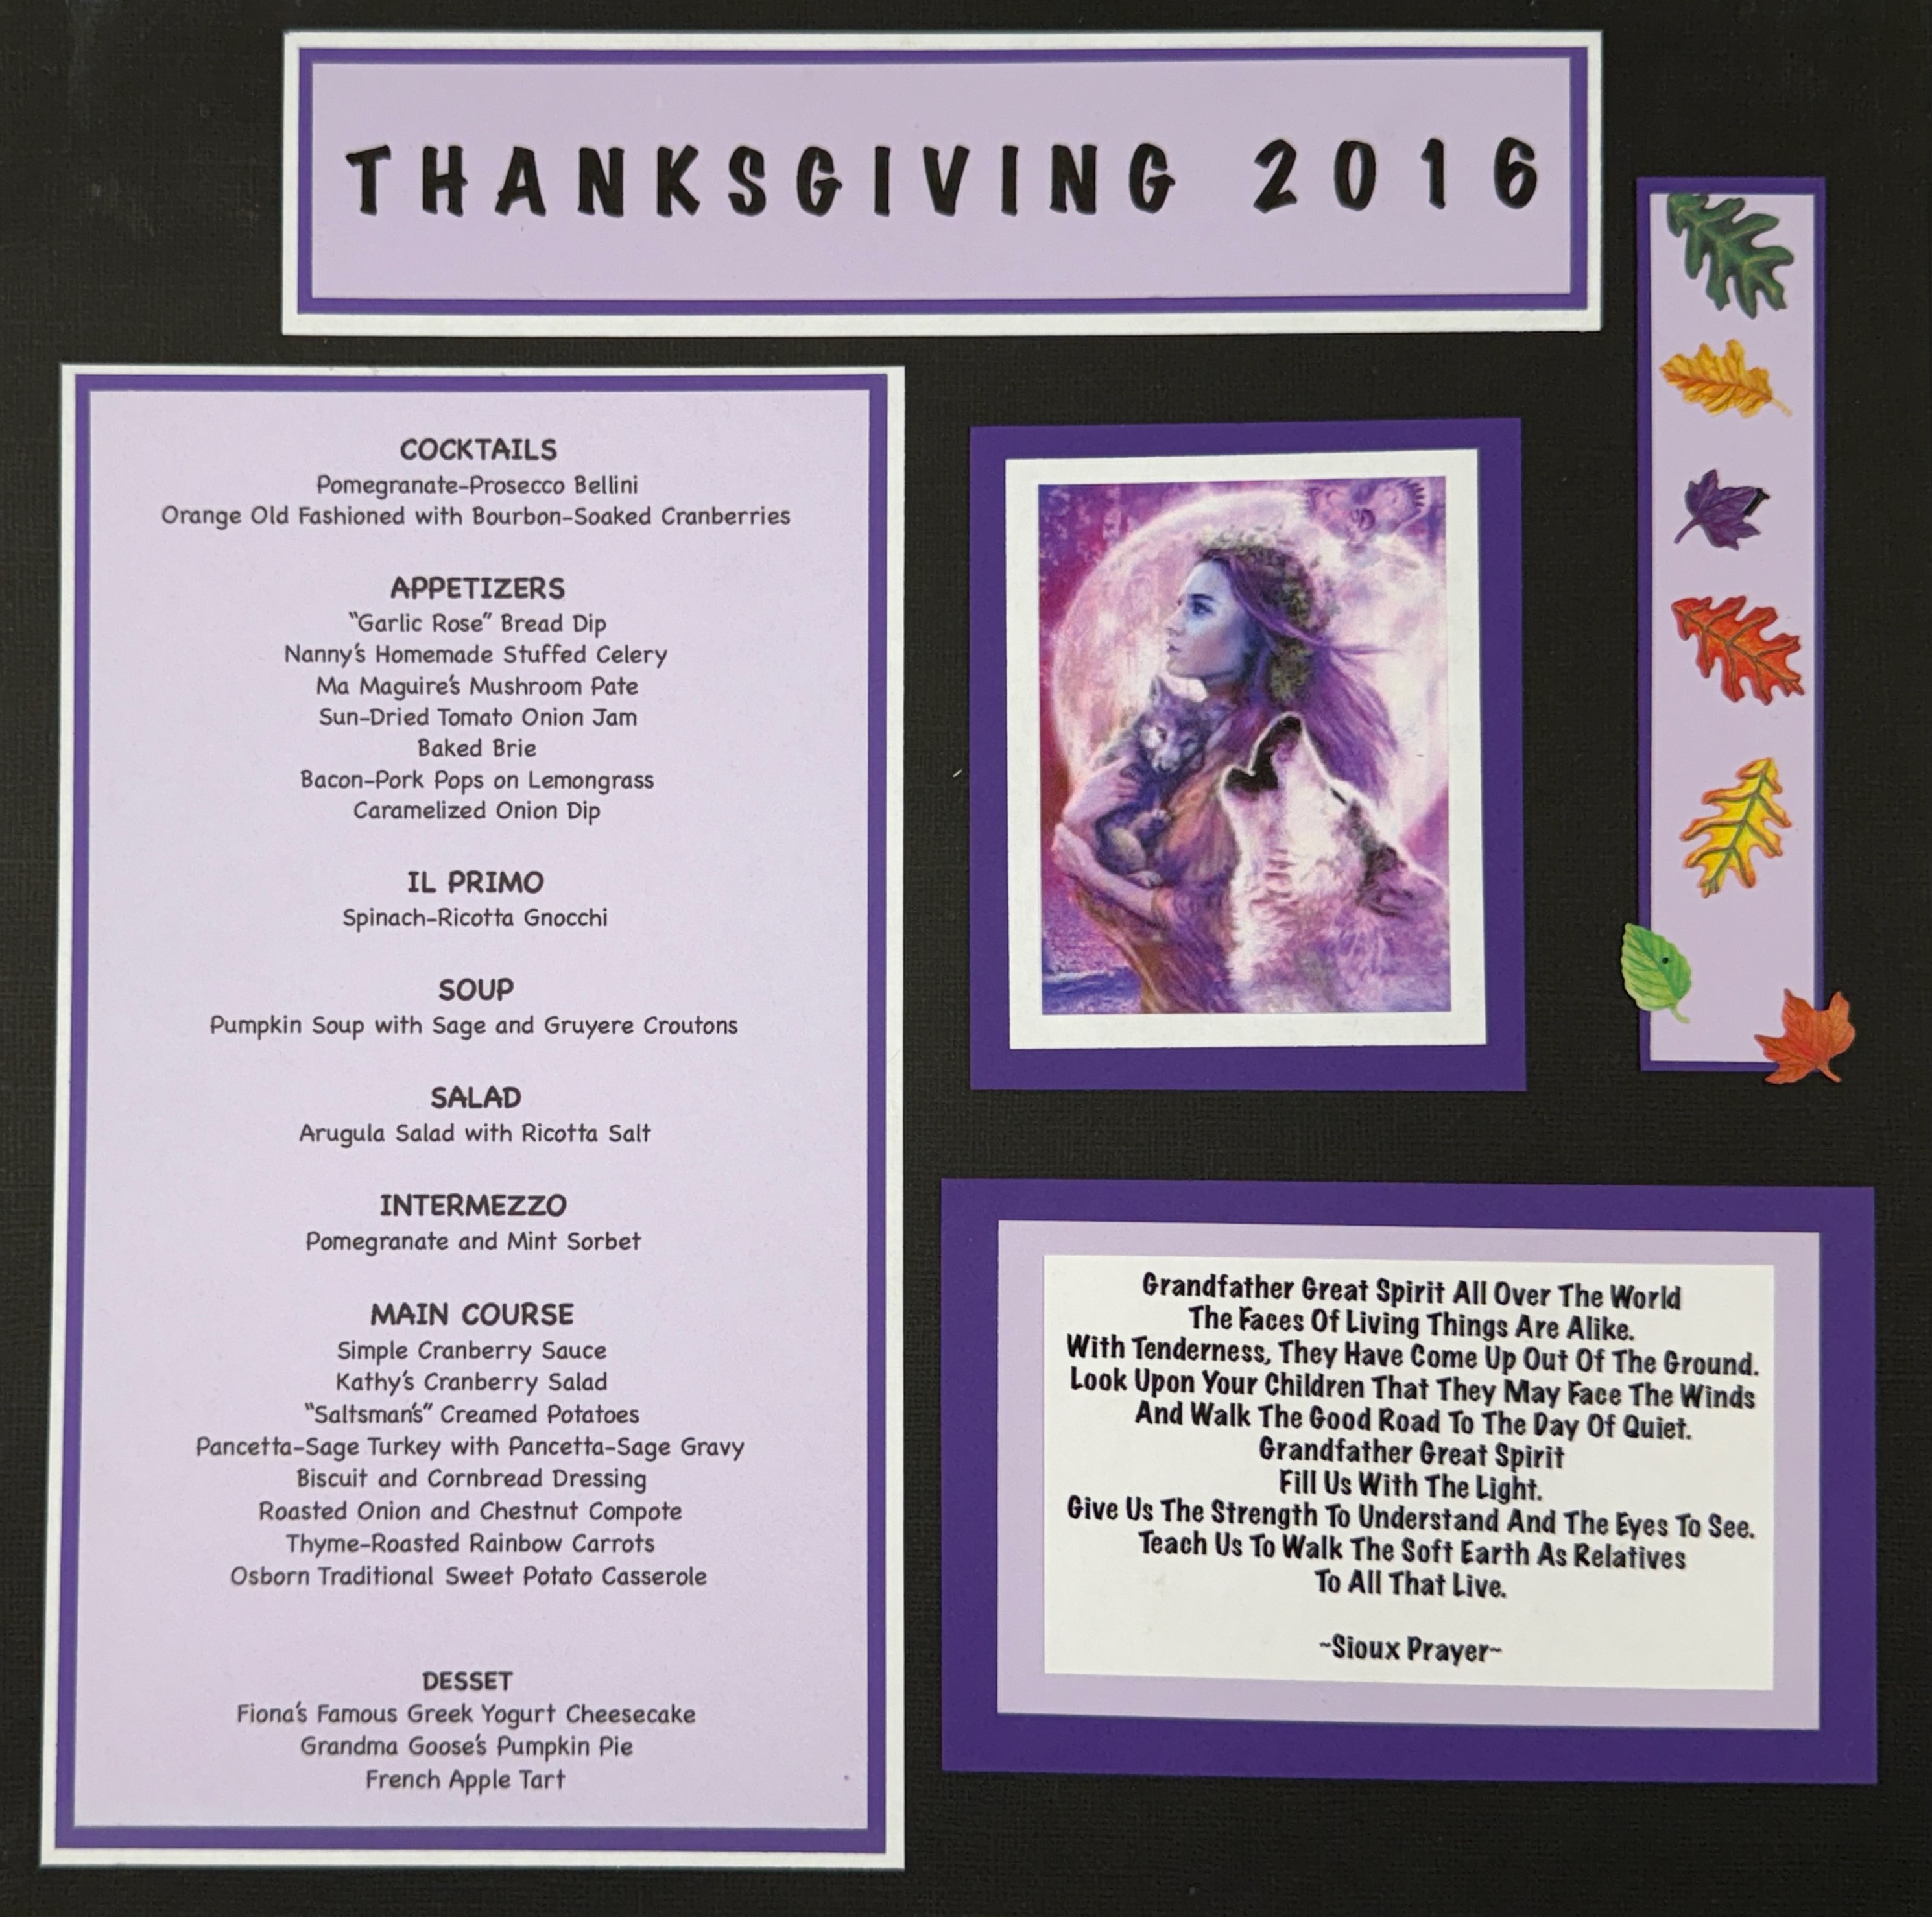 THANKSGIVING 2016
COCKTAILS
Pomegranate-Prosecco Bellini
Orange Old Fashioned with Bourbon-Soaked Cranberries
APPETIZERS
"Garlic Rose" Bread Dip
Nanny's Homemade Stuffed Celery
Ma Maguire's Mushroom Pate
Sun-Dried Tomato Onion Jam
Baked Brie
Bacon-Pork Pops on Lemongrass
Caramelized Onion Dip
IL PRIMO
Spinach-Ricotta Gnocchi
SOUP
Pumpkin Soup with Sage and Gruyere Croutons
SALAD
Arugula Salad with Ricotta Salt
INTERMEZZO
Pomegranate and Mint Sorbet
MAIN COURSE
Simple Cranberry Sauce
Kathy's Cranberry Salad
"Saltsman's" Creamed Potatoes
Pancetta-Sage Turkey with Pancetta-Sage Gravy
Biscuit and Cornbread Dressing
Roasted Onion and Chestnut Compote
Thyme-Roasted Rainbow Carrots
Osborn Traditional Sweet Potato Casserole
DESSET
Fiona's Famous Greek Yogurt Cheesecake
Grandma Goose's Pumpkin Pie
French Apple Tart
Grandfather Great Spirit All Over The World
The Faces Of Living Things Are Alike.
With Tenderness, They Have Come Up Out Of The Ground.
Look Upon Your Children That They May Face The Winds
And Walk The Good Road To The Day Of Quiet.
Grandfather Great Spirit
Fill Us With The Light.
Give Us The Strength To Understand And The Eyes To See.
Teach Us To Walk The Soft Earth As Relatives
To All That Live.
~Sioux Prayer~